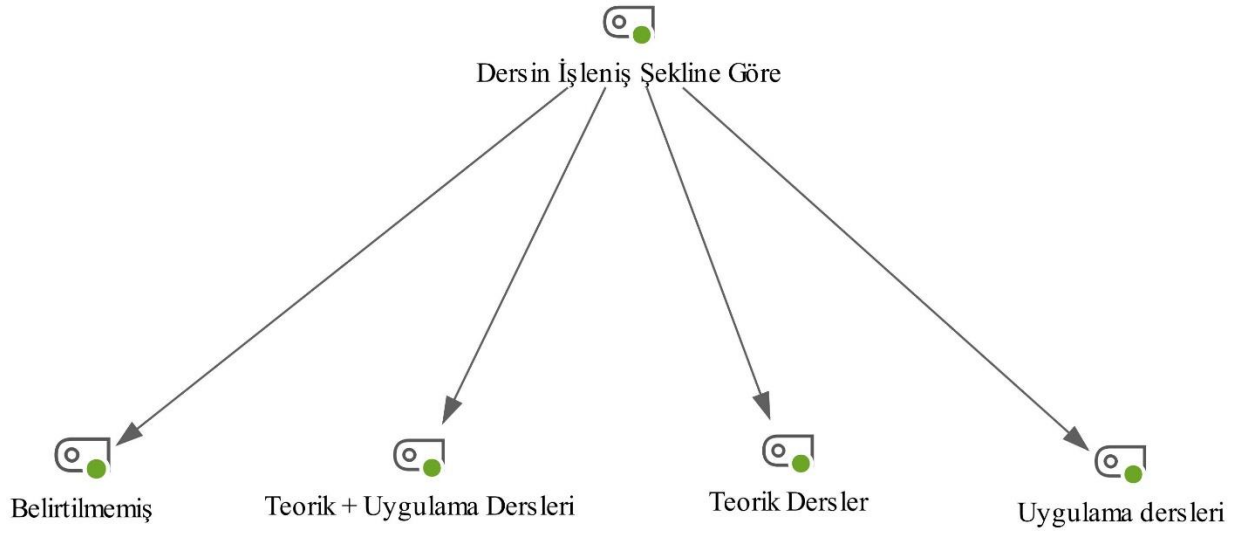 Dersin İşleniş Şekline Göre
Belirtilmemiş
Teorik + Uygulama Dersleri
Teorik Dersler
Uygulama dersleri